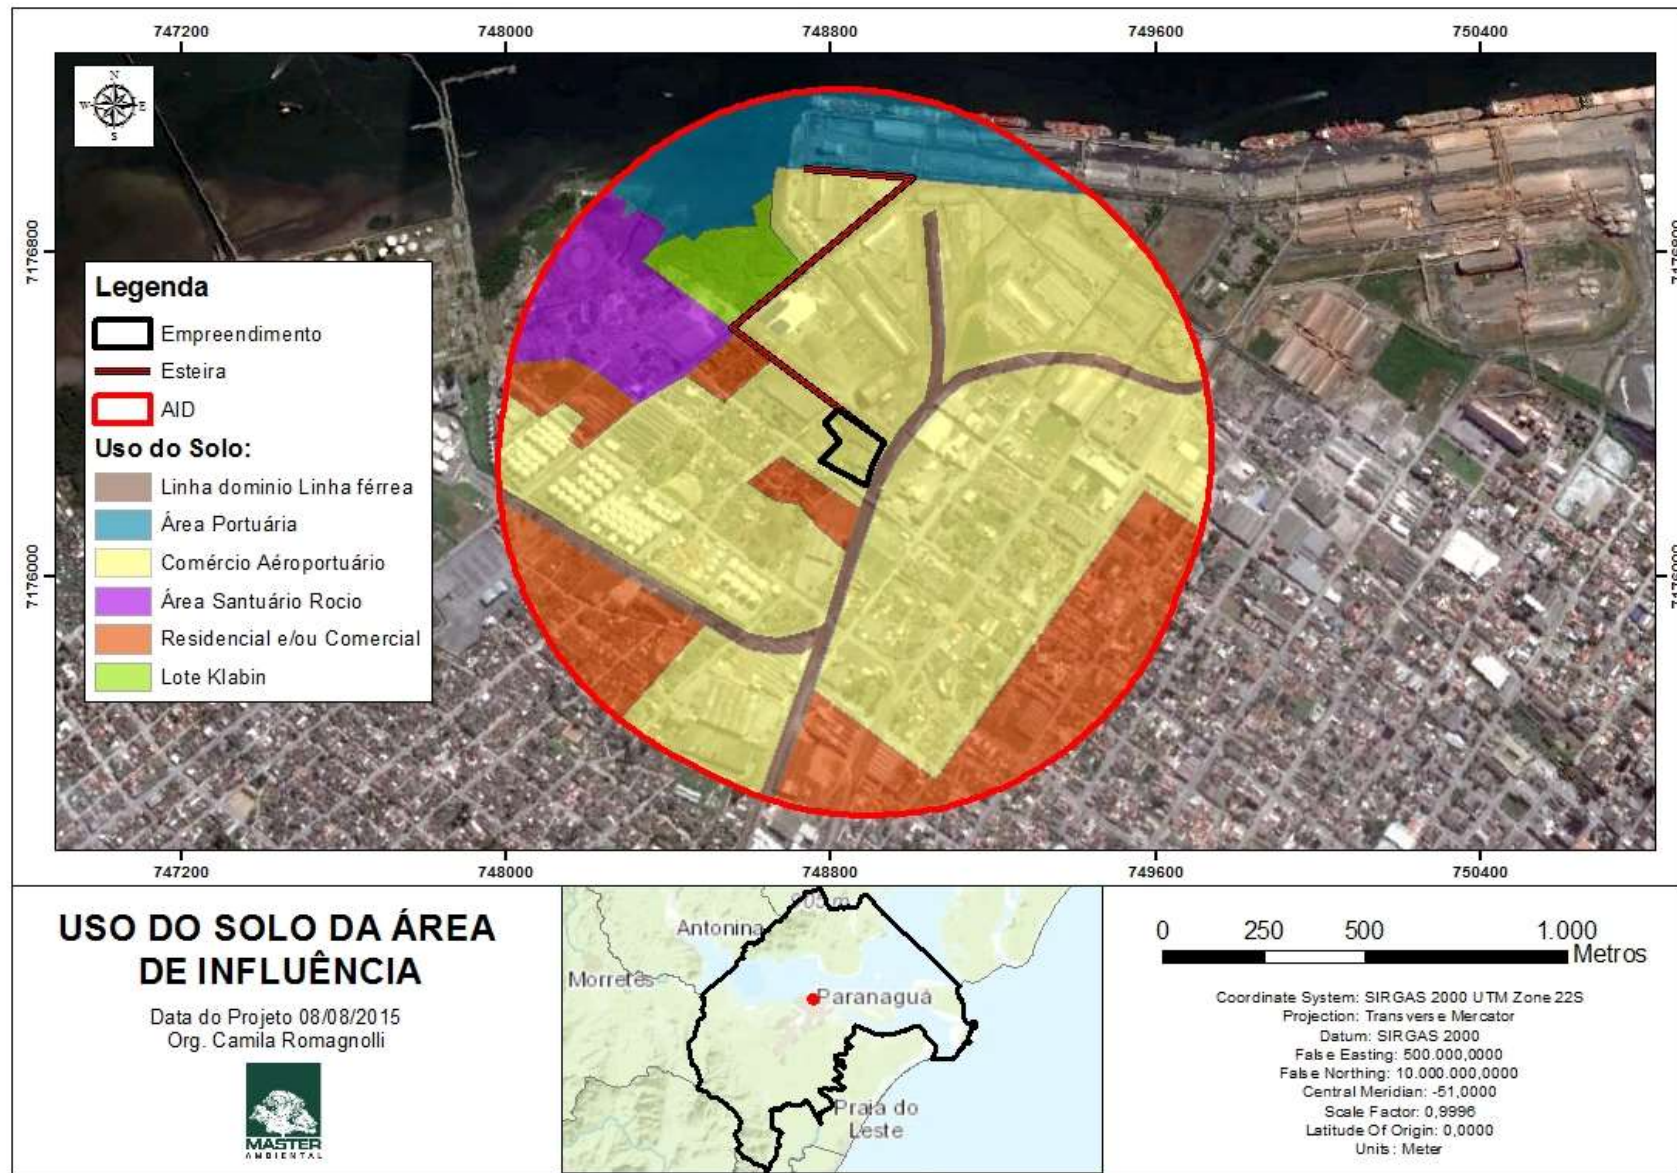 747200 748000 748800 749600 750400
N
W E
S
7176800 7176800
7176000 7176000
Legenda
Empreendimento
Esteira
AID
Uso do Solo:
Linha dominio Linha férrea
Área Portuária
Comércio Aéroportuário
Área Santuário Rocio
Residencial e/ou Comercial
Lote Klabin
747200 748000 748800 749600 750400
USO DO SOLO DA ÁREA
DE INFLUÊNCIA
Data do Projeto 08/08/2015
Org. Camila Romagnolli
MASTER
AMBIENTAL
Antonina
Morretes
Paranaguá
Praia do
Leste
0 250 500 1.000
Metros
Coordinate System: SIRGAS 2000 UTM Zone 22S
Projection: Transverse Mercator
Datum: SIRGAS 2000
False Easting: 500.000,0000
False Northing: 10.000.000,0000
Central Meridian: -51,0000
Scale Factor: 0,9996
Latitude Of Origin: 0,0000
Units: Meter